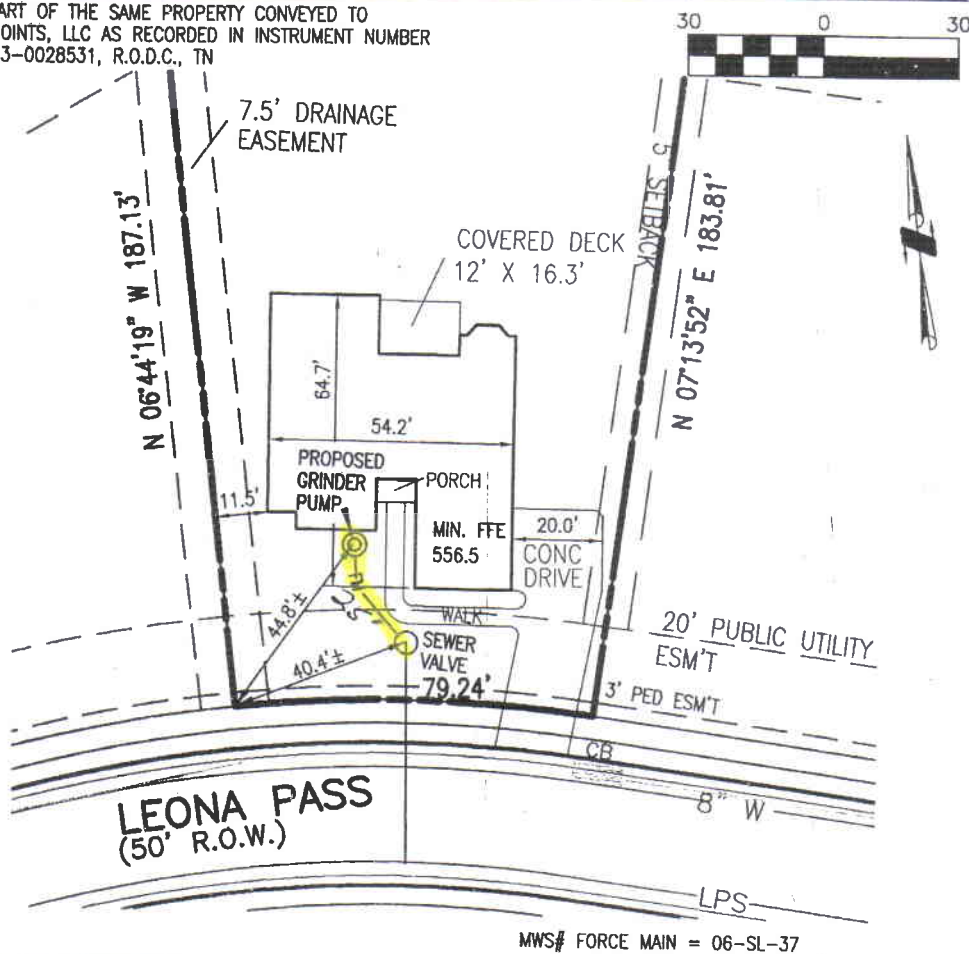 ART OF THE SAME PROPERTY CONVEYED TO
OINTS, LLC AS RECORDED IN INSTRUMENT NUMBER
3-0028531, R.O.D.C., TN
30 0 30
7.5' DRAINAGE
EASEMENT
N 06°44'19" W 187.13'
5' SETBACK
N 07°13'52" E 183.81'
COVERED DECK
12' X 16.3'
64.7'
54.2'
PROPOSED
GRINDER
PUMP
PORCH
11.5'
MIN. FFE
556.5
20.0'
CONC
DRIVE
FM
25'
44.8'±
40.4'±
WALK
SEWER
VALVE
79.24'
20' PUBLIC UTILITY
ESM'T
3' PED ESM'T
CB
LEONA PASS
(50' R.O.W.)
8" W
LPS
MWS# FORCE MAIN = 06-SL-37